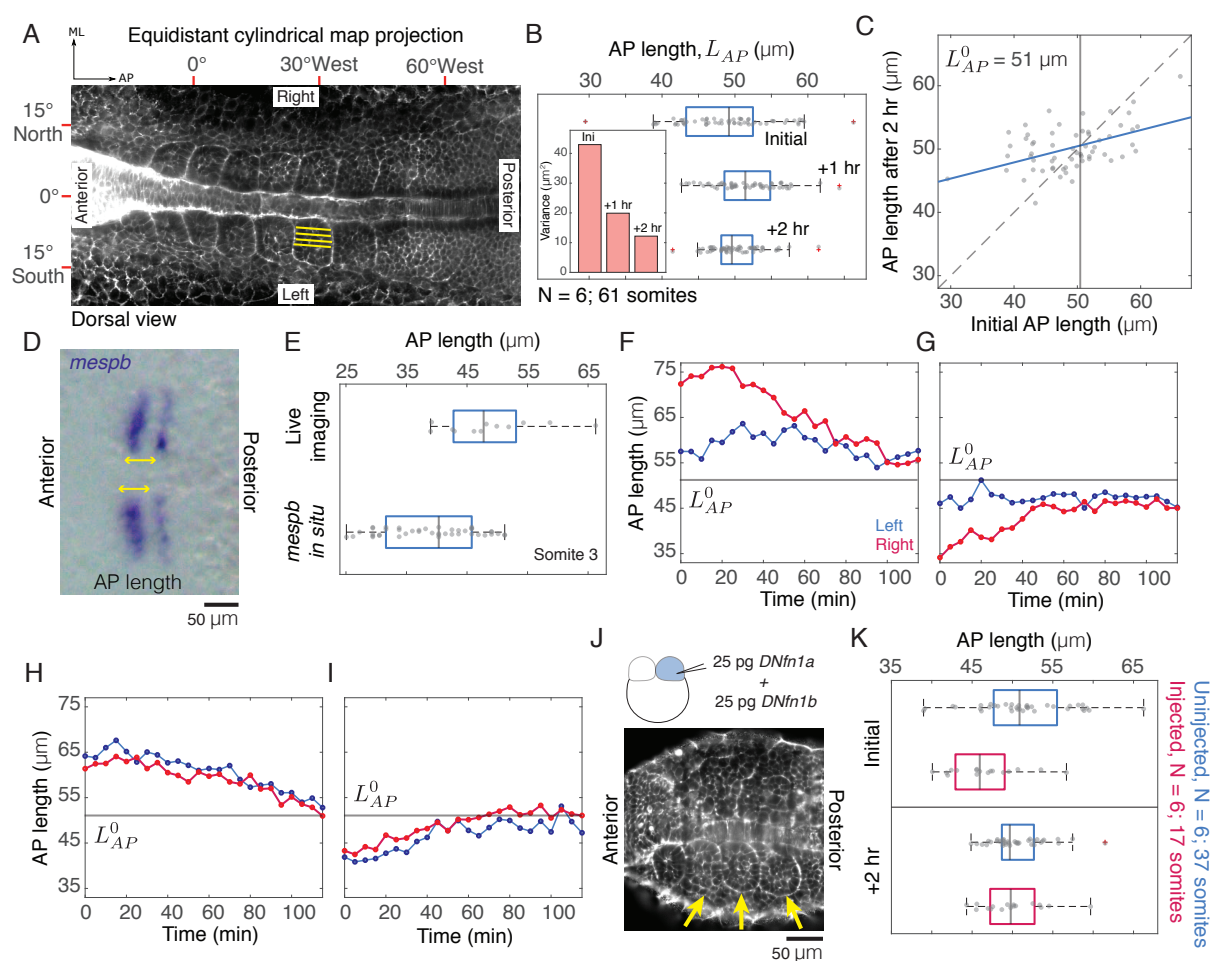 A
ML
AP
Equidistant cylindrical map projection
0° 30°West 60°West
15°
North
0°
15°
South
Right
Left
Anterior
Posterior
Dorsal view
B
AP length, L_AP (µm)
30 40 50 60
Initial
+1 hr
+2 hr
Variance (µm²)
0 20 40
Ini
+1 hr
+2 hr
N = 6; 61 somites
C
L⁰_AP = 51 µm
AP length after 2 hr (µm)
30 40 50 60
30 40 50 60
Initial AP length (µm)
D
mespb
Anterior
Posterior
AP length
50 µm
E
AP length (µm)
25 35 45 55 65
Live
imaging
mespb
in situ
Somite 3
F
AP length (µm)
75
65
55
35
L⁰_AP
Left
Right
0 20 40 60 80 100
Time (min)
G
L⁰_AP
0 20 40 60 80 100
Time (min)
H
AP length (µm)
75
65
55
35
L⁰_AP
0 20 40 60 80 100
Time (min)
I
L⁰_AP
0 20 40 60 80 100
Time (min)
J
25 pg DNfn1a
+
25 pg DNfn1b
Anterior
Posterior
50 µm
K
AP length (µm)
35 45 55 65
Initial
+2 hr
Uninjected, N = 6; 37 somites
Injected, N = 6; 17 somites